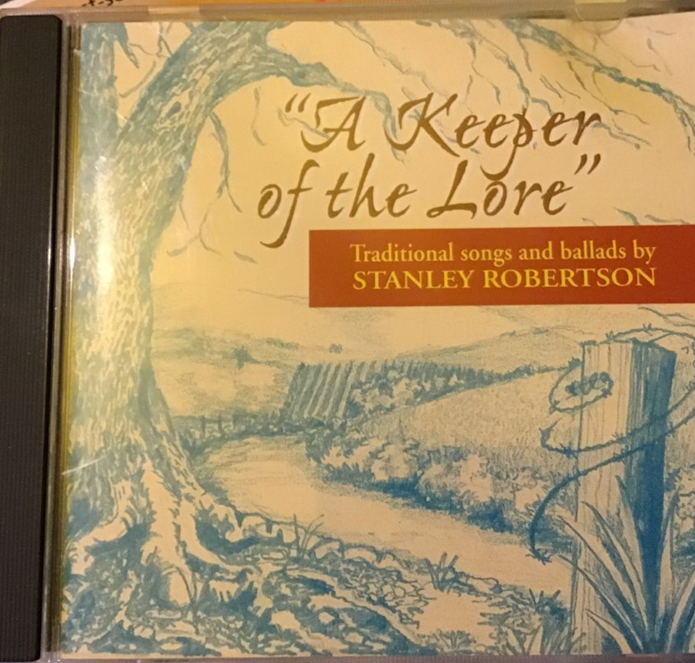 "A Keeper
of the Lore"
Traditional songs and ballads by
STANLEY ROBERTSON